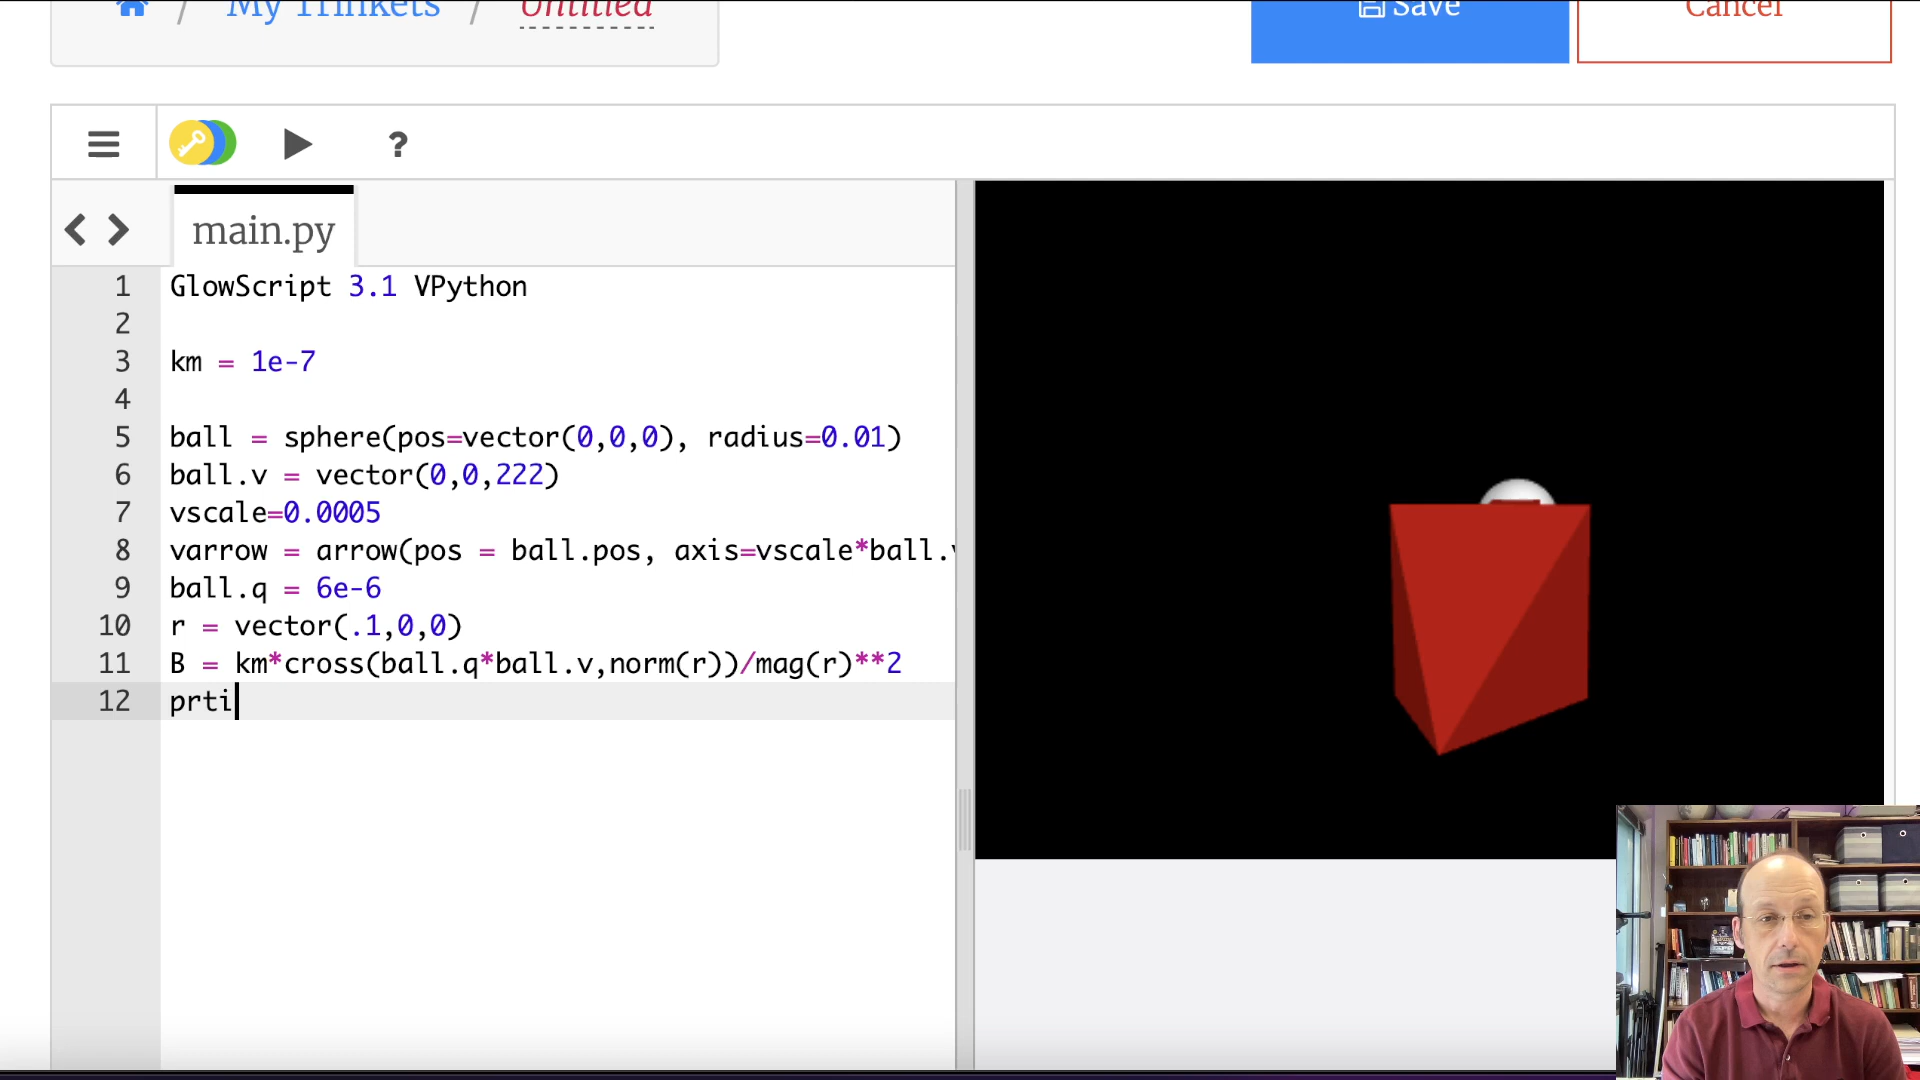 / My Trinkets / Untitled
Save
Cancel
?
main.py
1 GlowScript 3.1 VPython
2
3 km = 1e-7
4
5 ball = sphere(pos=vector(0,0,0), radius=0.01)
6 ball.v = vector(0,0,222)
7 vscale=0.0005
8 varrow = arrow(pos = ball.pos, axis=vscale*ball.v
9 ball.q = 6e-6
10 r = vector(.1,0,0)
11 B = km*cross(ball.q*ball.v,norm(r))/mag(r)**2
12 prti